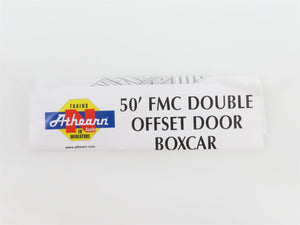 TRAINS
Athearn
N
IN
MINIATURE
www.athearn.com
50' FMC DOUBLE
OFFSET DOOR
BOXCAR